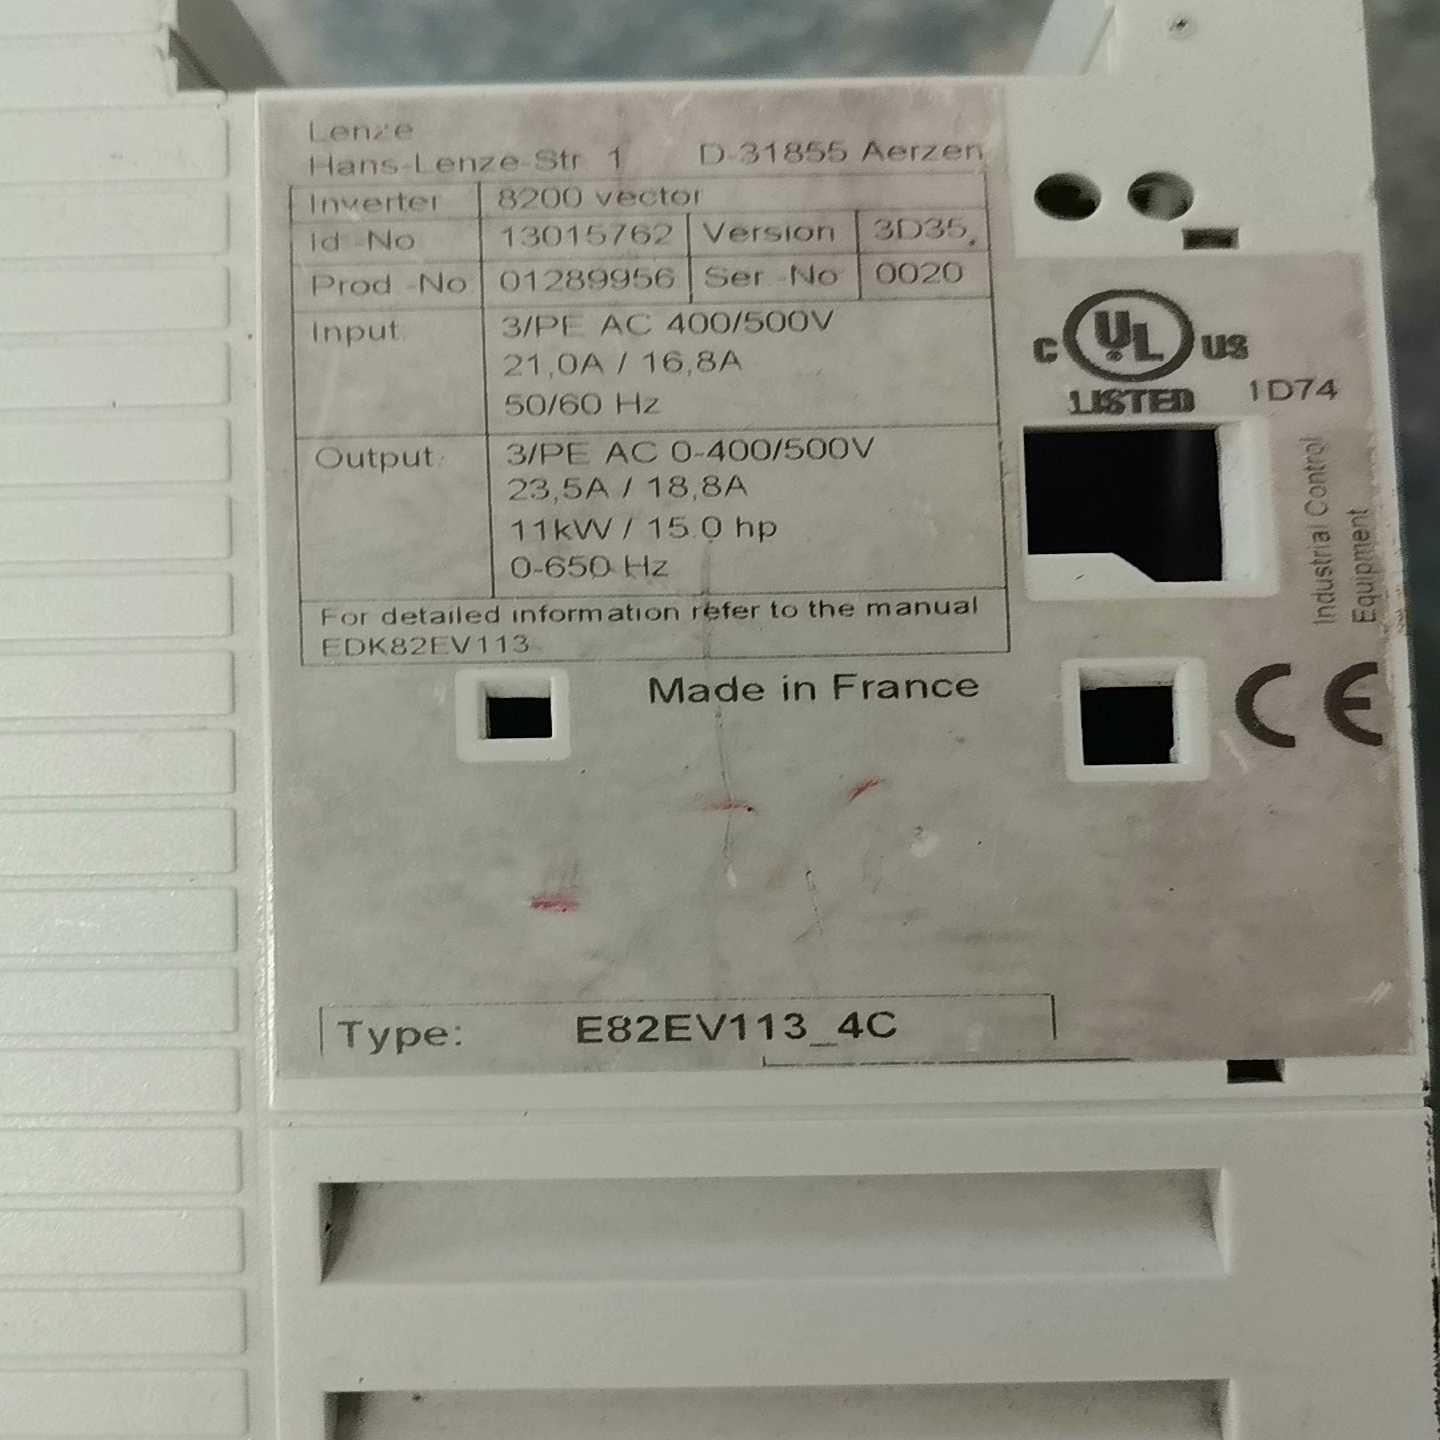 Lenze
Hans-Lenze-Str. 1 D-31855 Aerzen
Inverter 8200 vector
Id.-No 13015762 Version 3D35.
Prod.-No 01289956 Ser.-No 0020
Input: 3/PE AC 400/500V
21,0A / 16,8A
50/60 Hz
Output: 3/PE AC 0-400/500V
23,5A / 18,8A
11kW / 15.0 hp
0-650 Hz
For detailed information refer to the manual
EDK82EV113
C UL US
LISTED 1D74
Industrial Control
Equipment
Made in France
CE
Type: E82EV113_4C